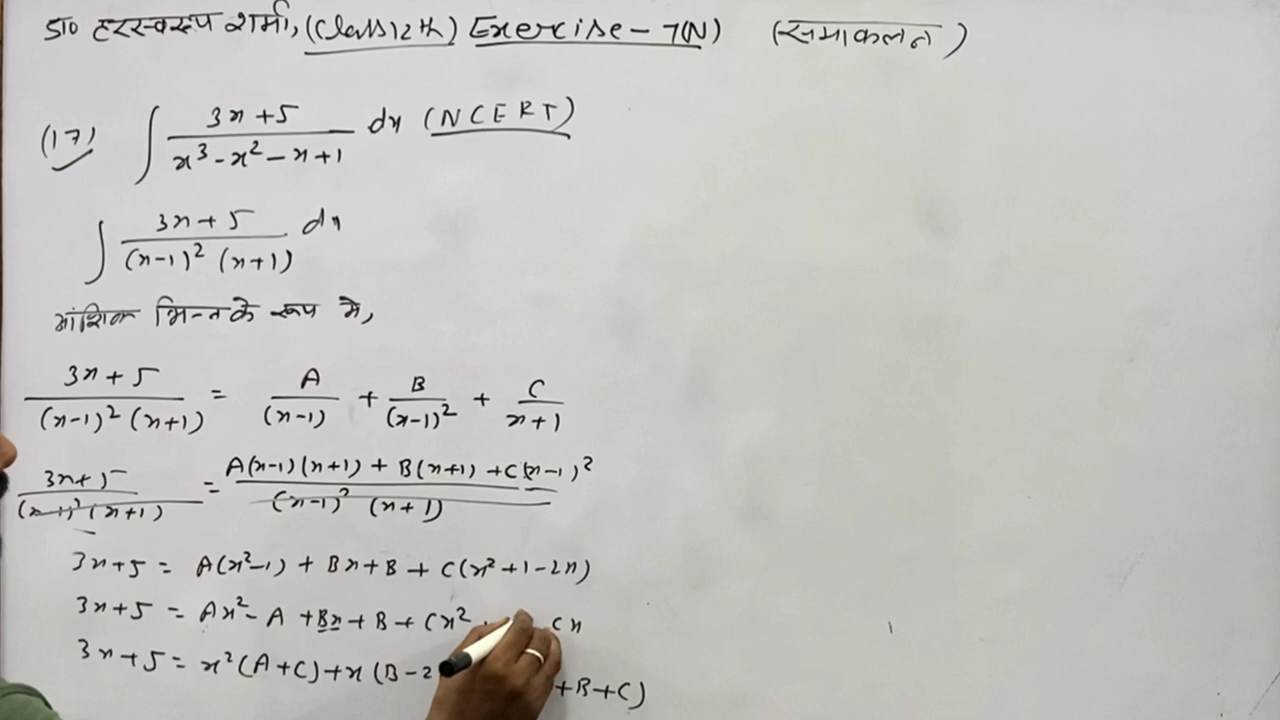 डा० हरस्वरूप शर्मा, (Class 12th) Exercise - 7(N) (समाकलन)
(17) ∫ (3x+5)/(x³-x²-x+1) dx (NCERT)
∫ (3x+5)/((x-1)² (x+1)) dx
आंशिक भिन्न के रूप में,
(3x+5)/((x-1)² (x+1)) = A/(x-1) + B/(x-1)² + C/(x+1)
(3x+5)/((x-1)² (x+1)) = (A(x-1)(x+1) + B(x+1) + C(x-1)²)/((x-1)² (x+1))
3x+5 = A(x²-1) + Bx+B + C(x²+1-2x)
3x+5 = Ax²- A + Bx + B + Cx² Cx
3x+5 = x²(A+C)+x(B-2 +B+C)